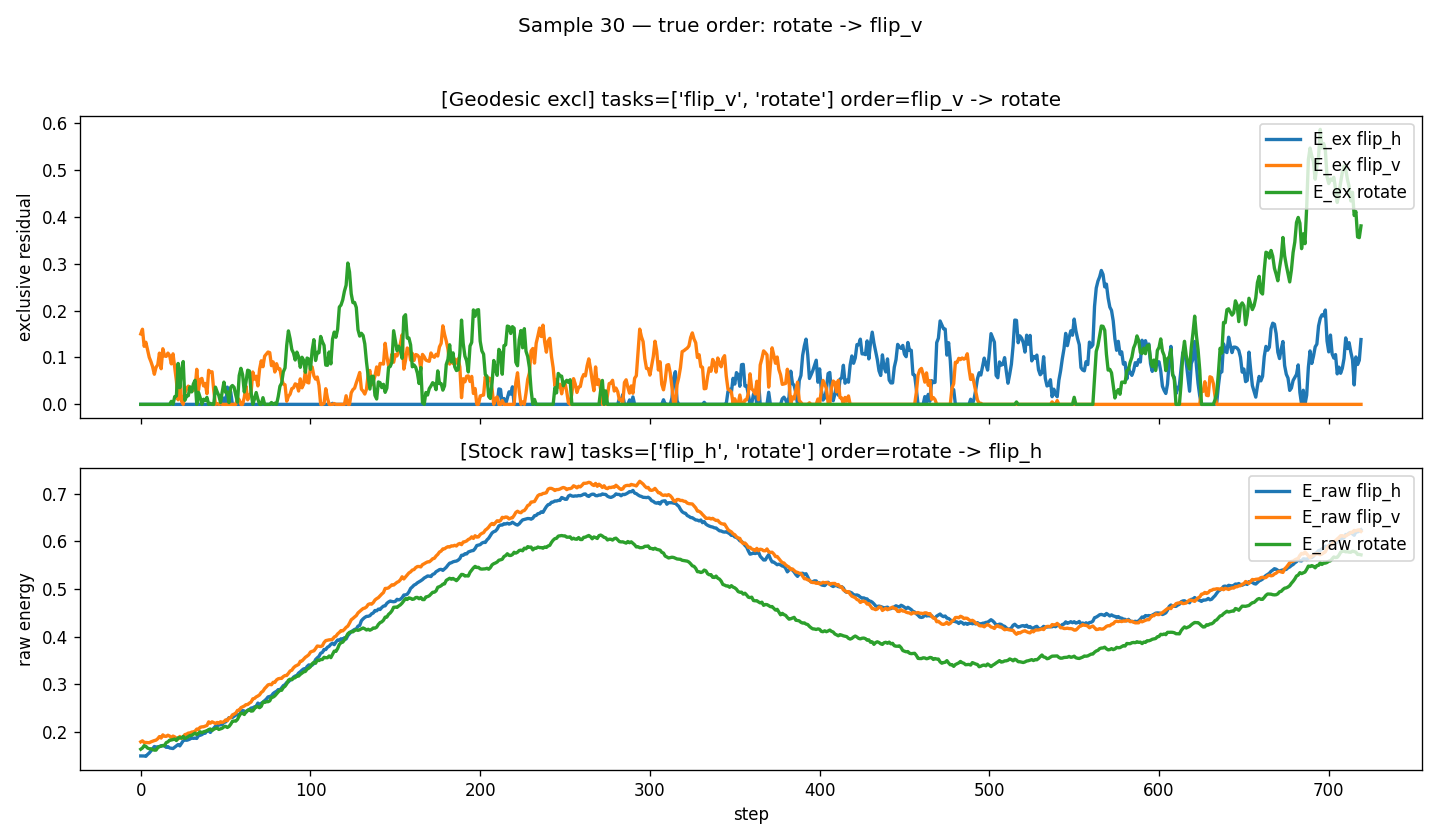 Sample 30 — true order: rotate -> flip_v
[Geodesic excl] tasks=['flip_v', 'rotate'] order=flip_v -> rotate
exclusive residual
0.6
0.5
0.4
0.3
0.2
0.1
0.0
E_ex flip_h
E_ex flip_v
E_ex rotate
[Stock raw] tasks=['flip_h', 'rotate'] order=rotate -> flip_h
raw energy
0.7
0.6
0.5
0.4
0.3
0.2
E_raw flip_h
E_raw flip_v
E_raw rotate
0 100 200 300 400 500 600 700
step